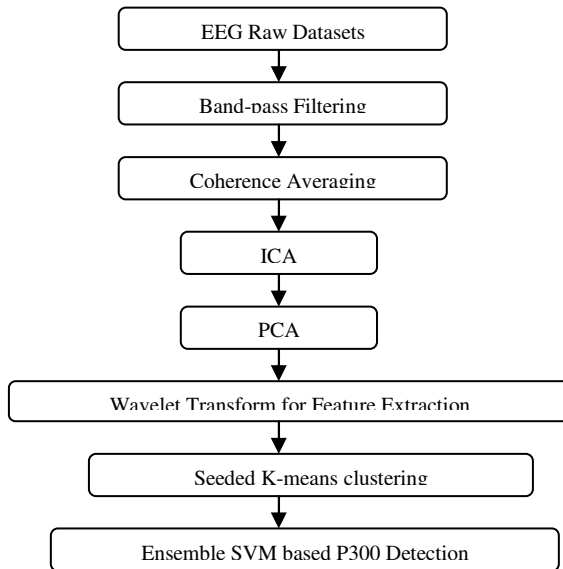 EEG Raw Datasets
Band-pass Filtering
Coherence Averaging
ICA
PCA
Wavelet Transform for Feature Extraction
Seeded K-means clustering
Ensemble SVM based P300 Detection